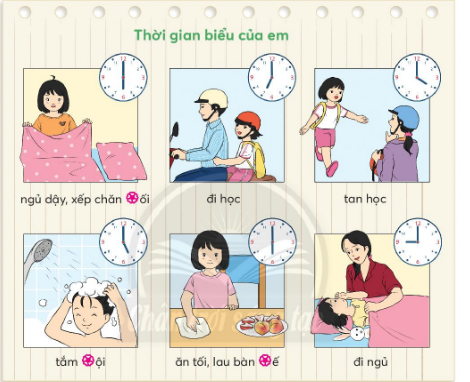 Thời gian biểu của em
ngủ dậy, xếp chăn ✿ối
đi học
tan học
tắm ✿ội
ăn tối, lau bàn ✿ế
đi ngủ